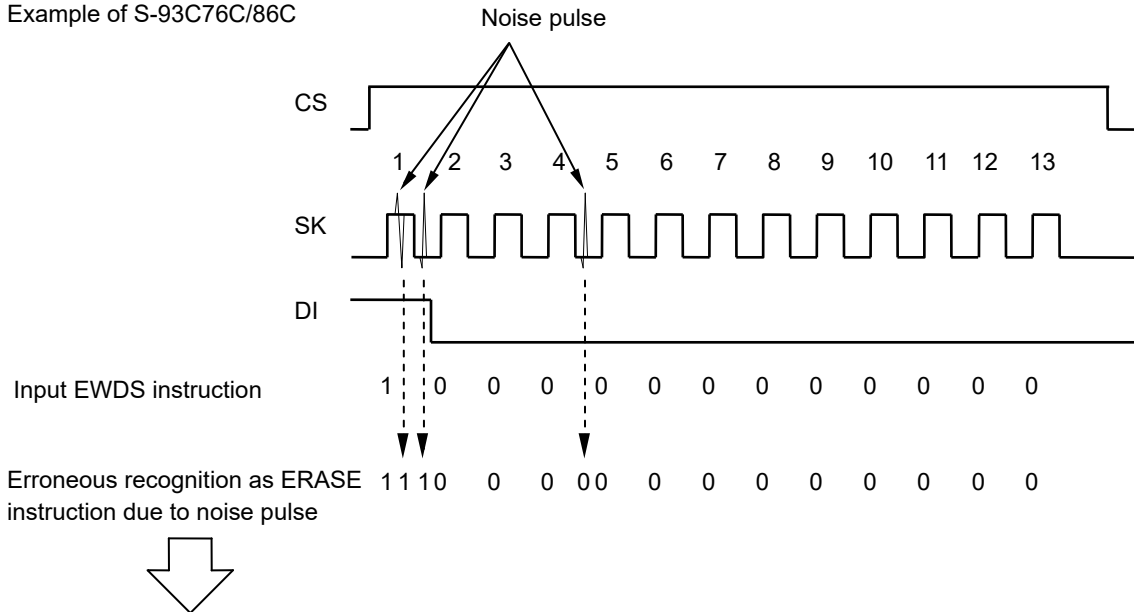 Example of S-93C76C/86C
Noise pulse
CS
1 2 3 4 5 6 7 8 9 10 11 12 13
SK
DI
Input EWDS instruction 1 0 0 0 0 0 0 0 0 0 0 0 0
Erroneous recognition as ERASE 1 1 1 0 0 0 0 0 0 0 0 0 0 0 0 0
instruction due to noise pulse